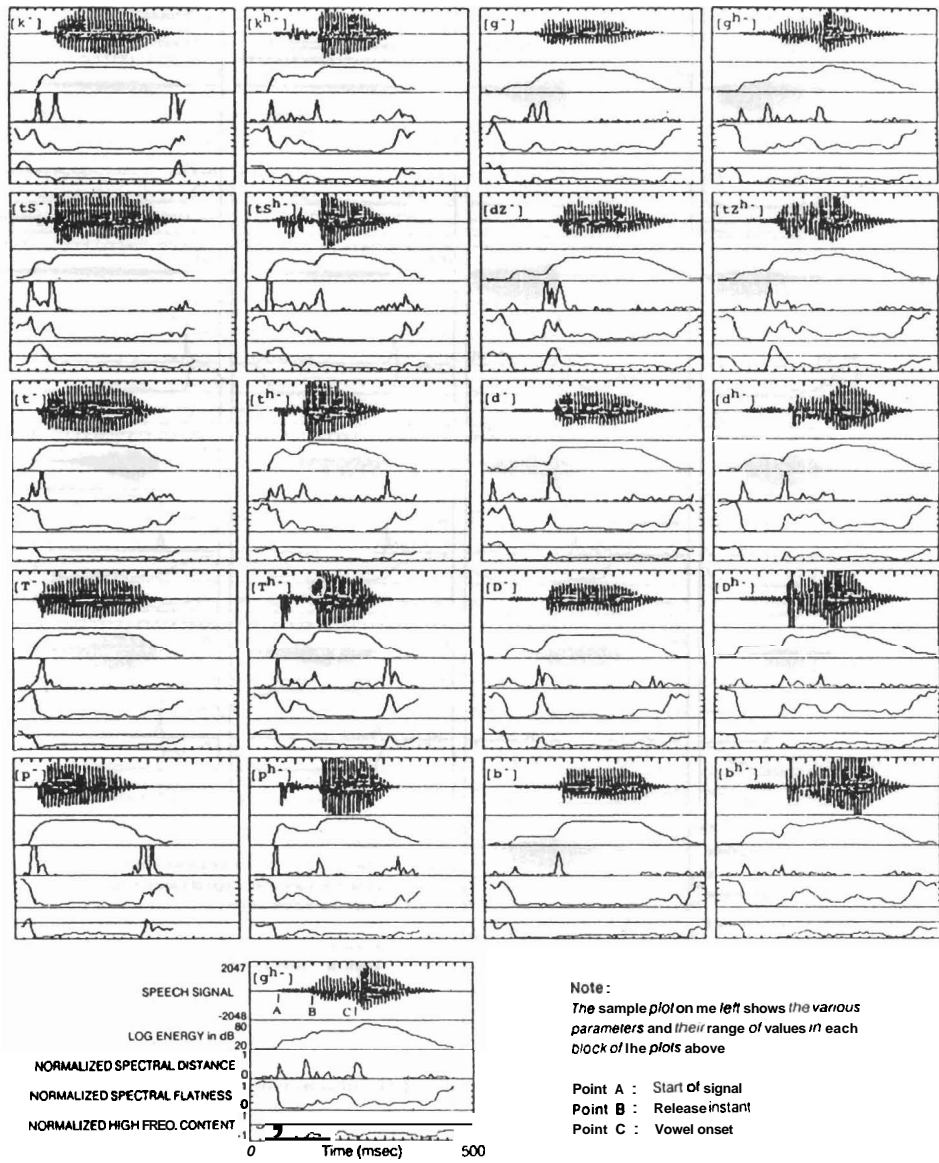 [k-] [kh-] [g-] [gh-]
[tS-] [tSh-] [dZ-] [tZh-]
[t-] [th-] [d-] [dh-]
[T-] [Th-] [D-] [Dh-]
[p-] [ph-] [b-] [bh-]
2047 [gh-]
SPEECH SIGNAL
A B C
-2048
80
LOG ENERGY in dB
20
1
NORMALIZED SPECTRAL DISTANCE
0
1
NORMALIZED SPECTRAL FLATNESS
0
1
NORMALIZED HIGH FREQ. CONTENT
-1
0 Time (msec) 500
Note :
The sample plot on me left shows the various
parameters and their range of values in each
block of lhe plots above
Point A : Start of signal
Point B : Release instant
Point C : Vowel onset